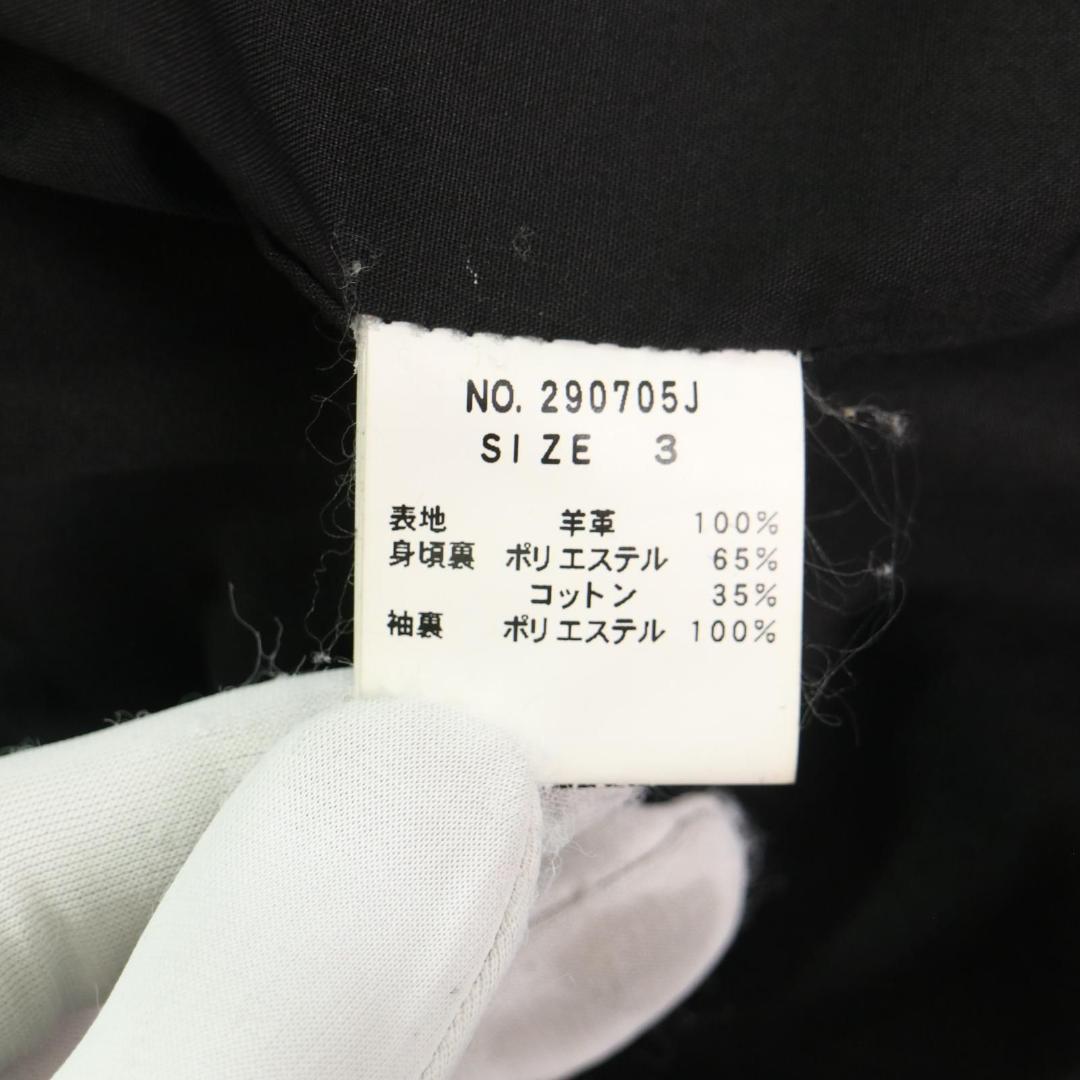 NO. 290705J
SIZE 3
表地 羊革 100%
身頃裏 ポリエステル 65%
コットン 35%
袖裏 ポリエステル 100%